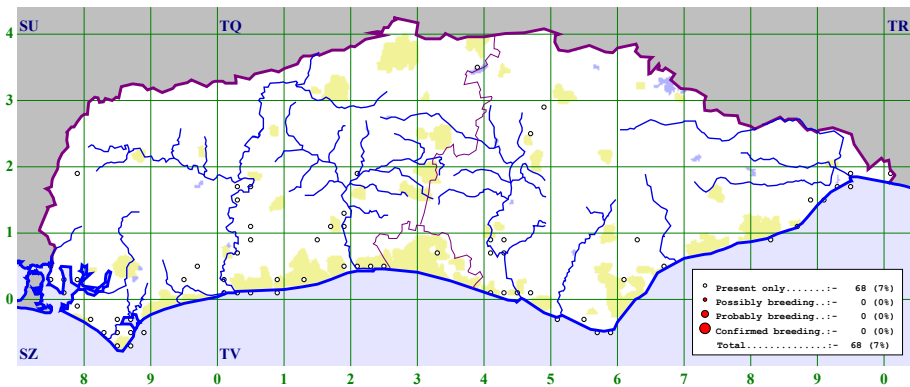 SU TQ TR
4
3
2
1
0
SZ TV
8 9 0 1 2 3 4 5 6 7 8 9 0
Present only.......:- 68 (7%)
Possibly breeding..:- 0 (0%)
Probably breeding..:- 0 (0%)
Confirmed breeding.:- 0 (0%)
Total..............:- 68 (7%)